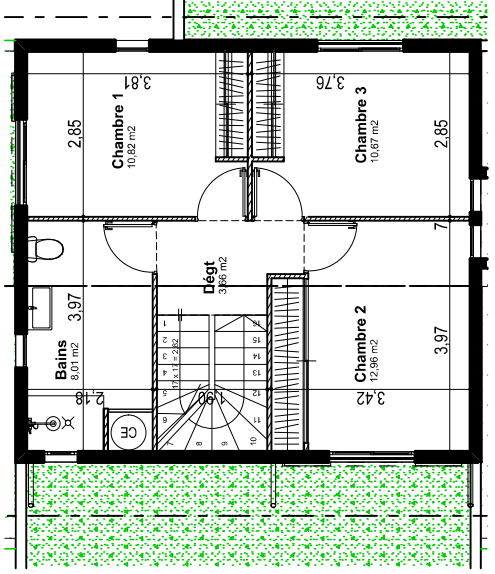 3,81
3,76
Chambre 1
10,82 m2
2,85
Chambre 3
10,67 m2
2,85
7
Dégt
3,66 m2
3,97
Bains
8,01 m2
Chambre 2
12,96 m2
3,97
17 x 17 = 2,82
1
2
3
4
5
6
7
8
9
10
11
12
13
14
15
16
2,18
1,90
3,42
CE